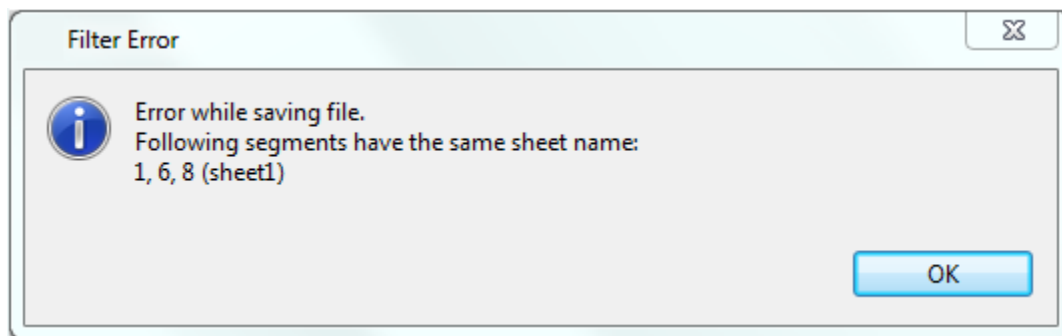 Filter Error
Error while saving file.
Following segments have the same sheet name:
1, 6, 8 (sheet1)
OK